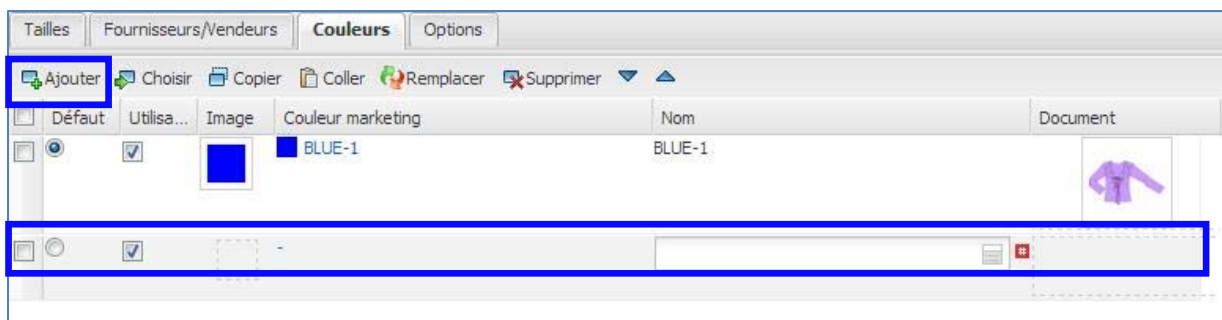 Tailles Fournisseurs/Vendeurs Couleurs Options
Ajouter Choisir Copier Coller Remplacer Supprimer
Défaut Utilisa... Image Couleur marketing Nom Document
BLUE-1 BLUE-1
-